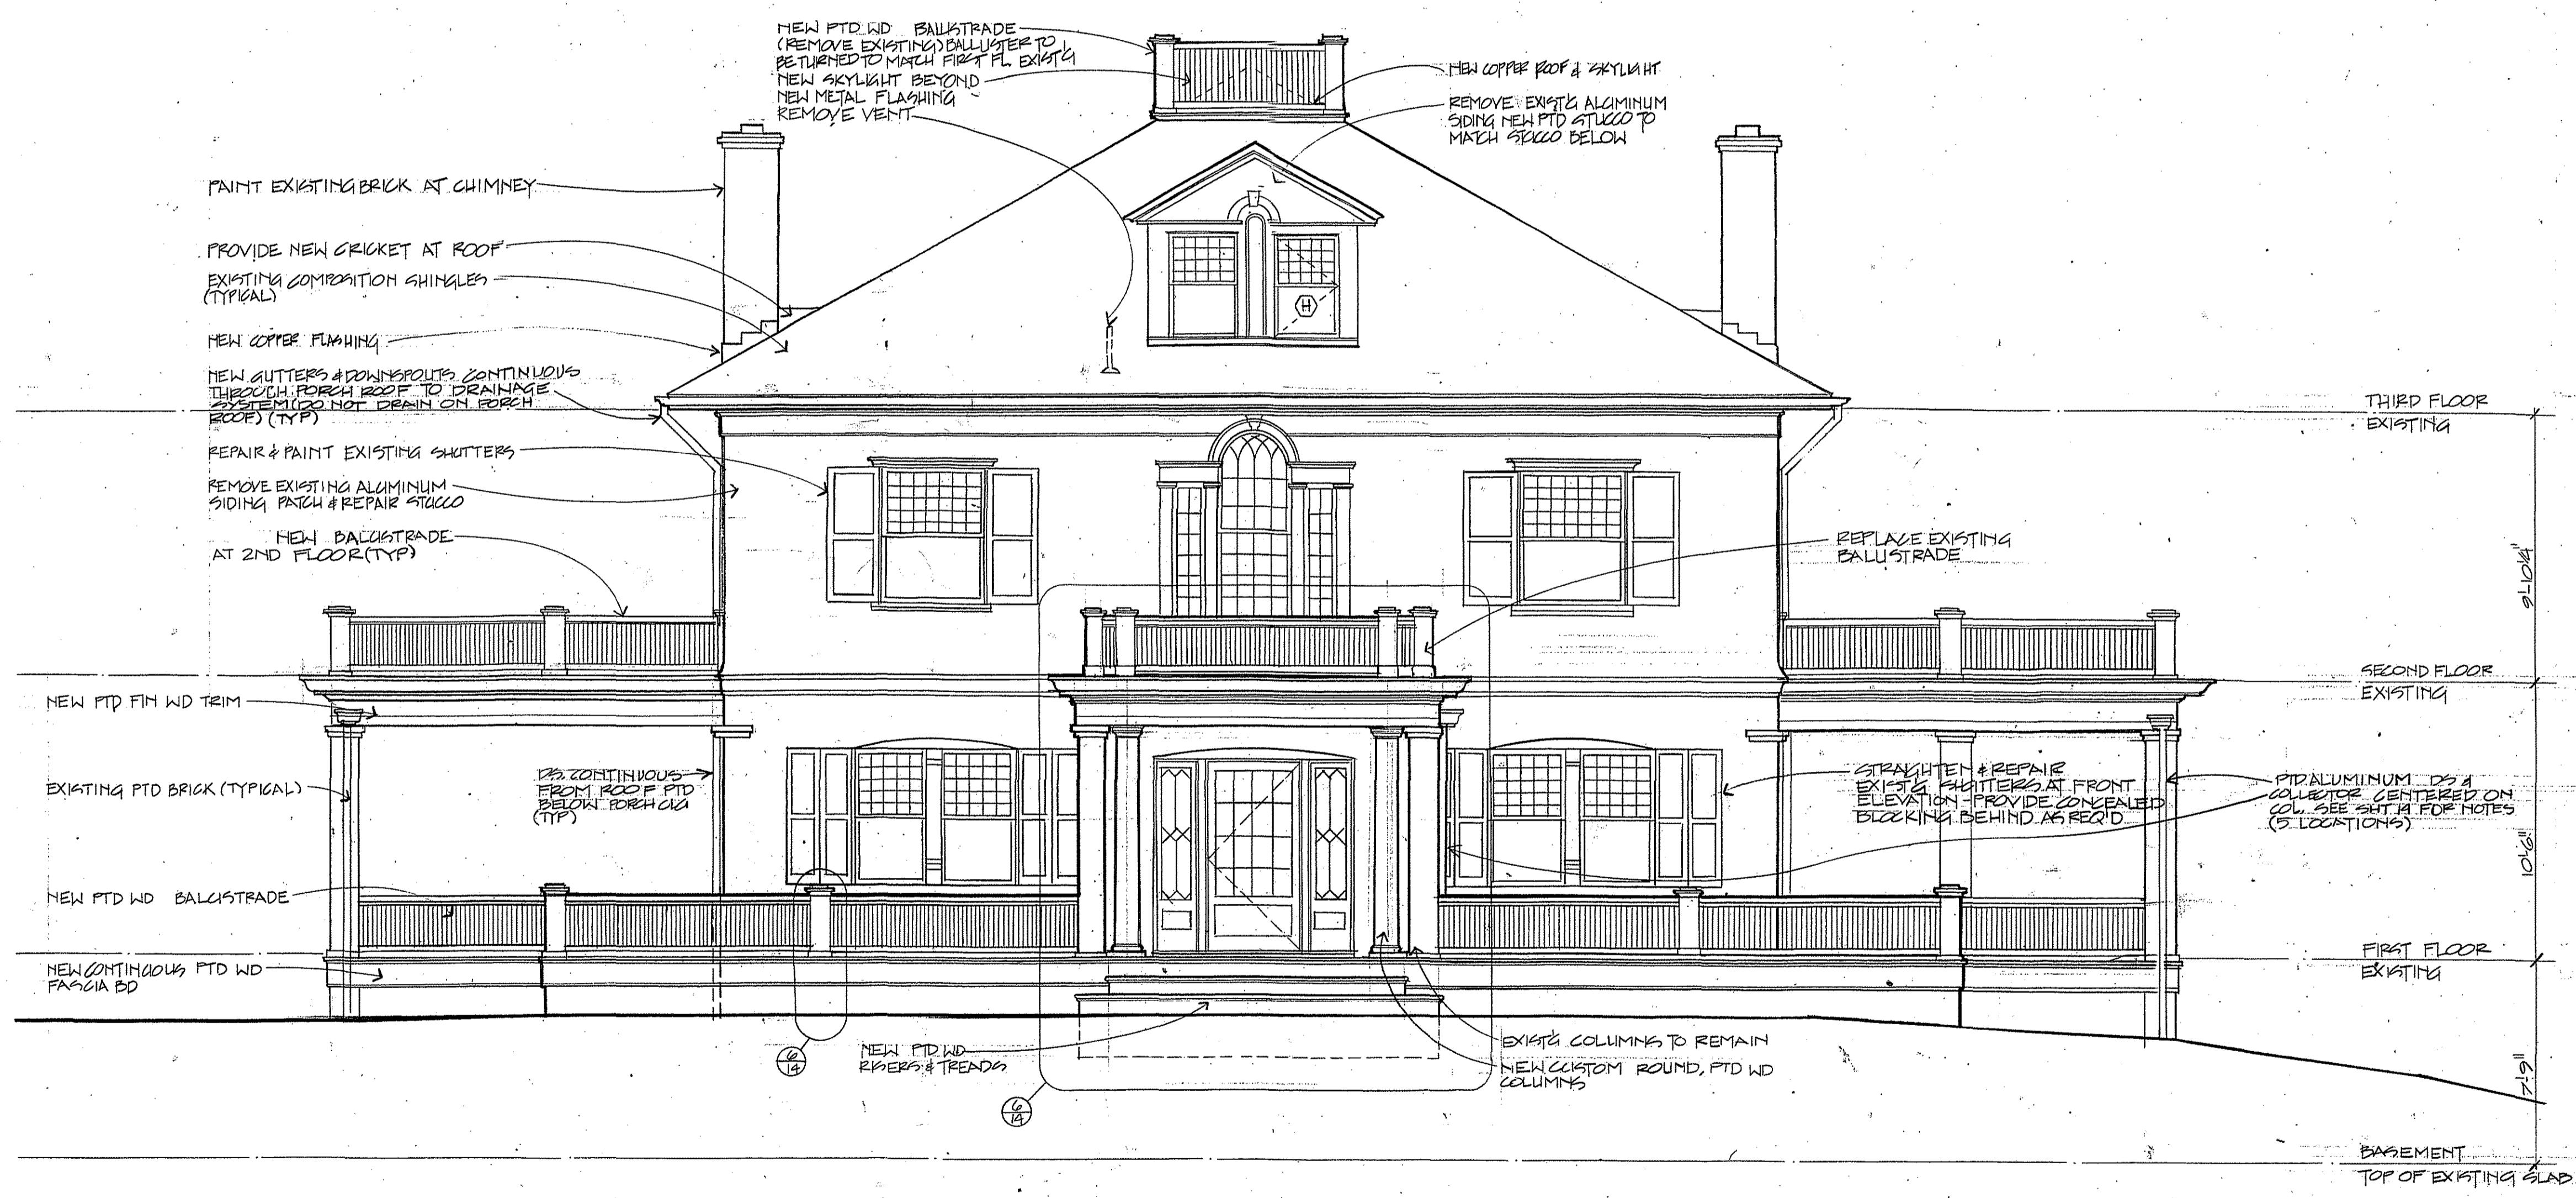 NEW PTD WD BALUSTRADE
(REMOVE EXISTING) BALLUSTER TO
BE TURNED TO MATCH FIRST FL. EXIST'G
NEW SKYLIGHT BEYOND
NEW METAL FLASHING
REMOVE VENT
NEW COPPER ROOF & SKYLIGHT
REMOVE EXIST'G ALUMINUM
SIDING NEW PTD STUCCO TO
MATCH STUCCO BELOW
PAINT EXISTING BRICK AT CHIMNEY
PROVIDE NEW CRICKET AT ROOF
EXISTING COMPOSITION SHINGLES
(TYPICAL)
NEW COPPER FLASHING
NEW GUTTERS & DOWNSPOUTS CONTINUOUS
THROUGH PORCH ROOF TO DRAINAGE
SYSTEM (DO NOT DRAIN ON PORCH
ROOF) (TYP)
REPAIR & PAINT EXISTING SHUTTERS
REMOVE EXISTING ALUMINUM
SIDING PATCH & REPAIR STUCCO
NEW BALUSTRADE
AT 2ND FLOOR (TYP)
H
THIRD FLOOR
EXISTING
REPLACE EXISTING
BALUSTRADE
9'-10¼"
SECOND FLOOR
EXISTING
NEW PTD FIN WD TRIM
EXISTING PTD BRICK (TYPICAL)
DS. CONTINUOUS
FROM ROOF PTD
BELOW PORCH CLG
(TYP)
STRAIGHTEN & REPAIR
EXIST'G SHUTTERS AT FRONT
ELEVATION - PROVIDE CONCEALED
BLOCKING BEHIND AS REQ'D
PTD ALUMINUM DS &
COLLECTOR CENTERED ON
COL. SEE SHT 14 FOR NOTES
(5 LOCATIONS)
10'-6"
NEW PTD WD BALUSTRADE
FIRST FLOOR
EXISTING
NEW CONTINUOUS PTD WD
FASCIA BD
6
14
NEW PTD WD
RISERS & TREADS
EXIST'G COLUMNS TO REMAIN
NEW CUSTOM ROUND, PTD WD
COLUMNS
6
14
7'-9"
BASEMENT
TOP OF EXISTING SLAB